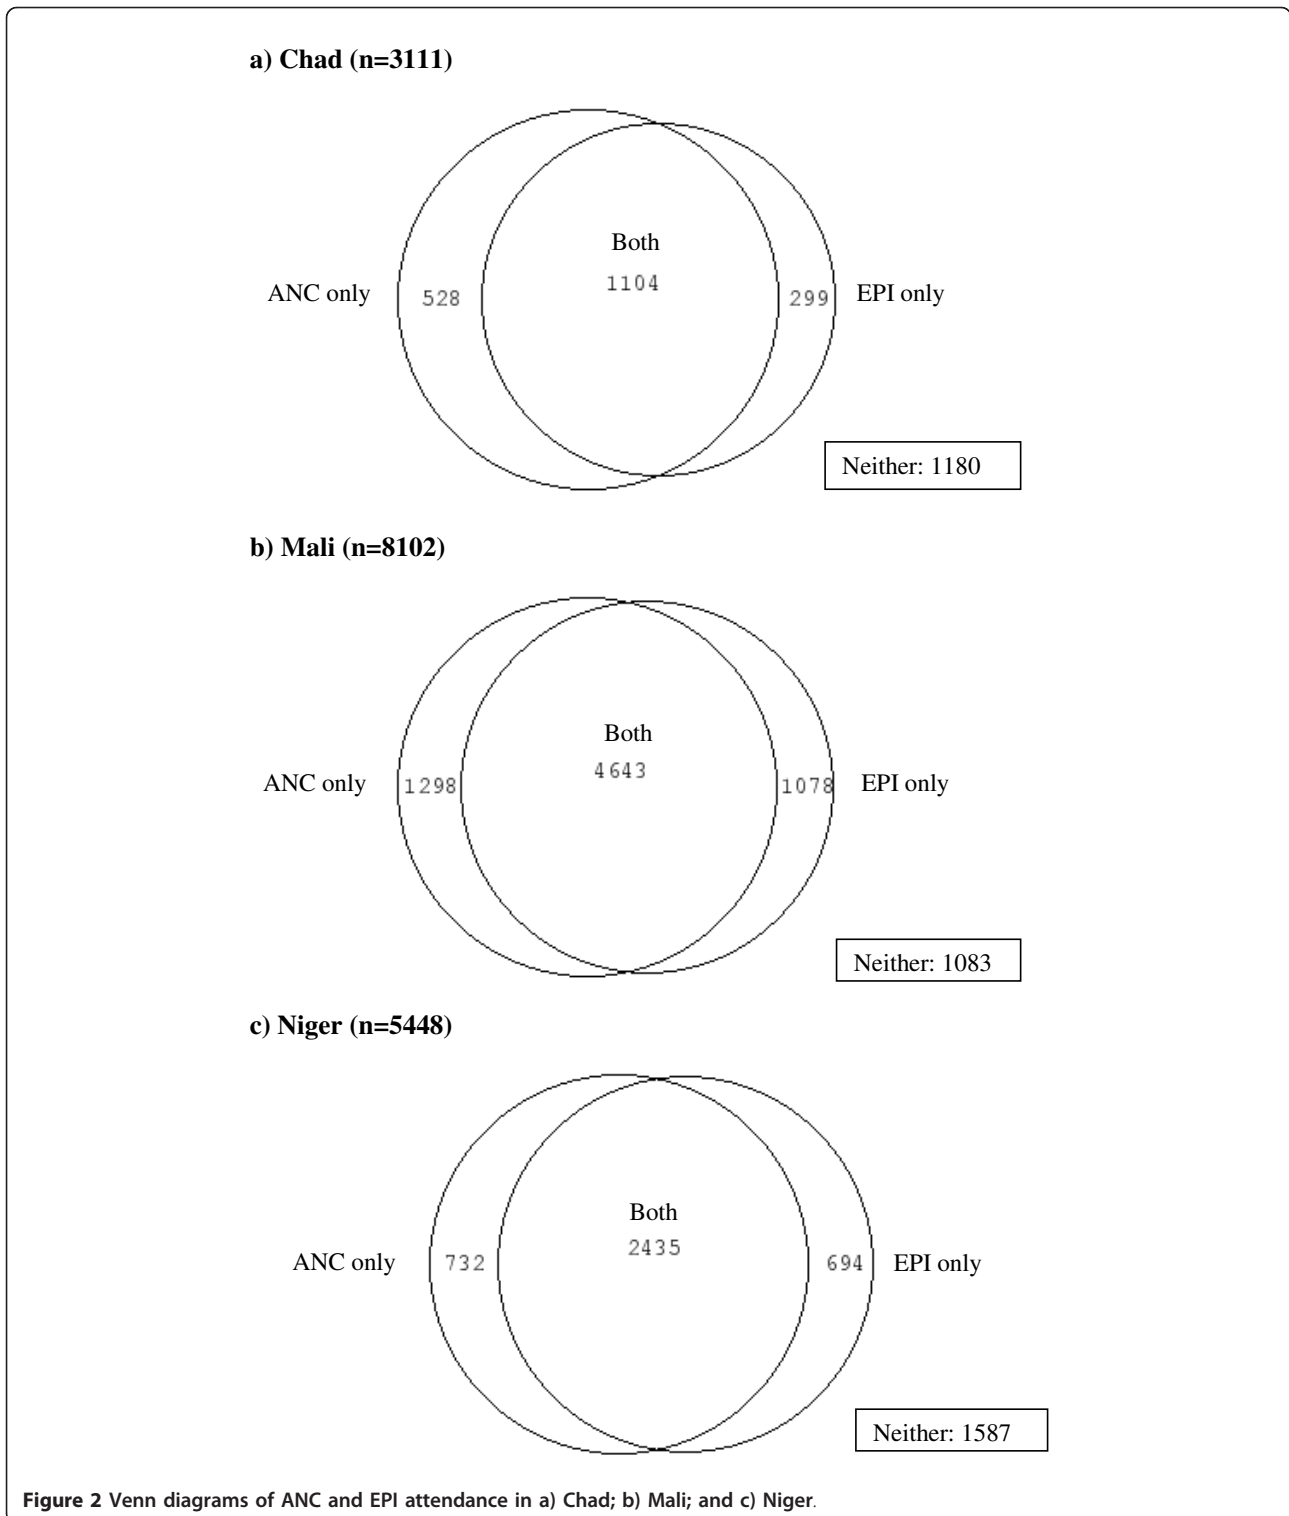 a) Chad (n=3111)
Both
1104
ANC only
528
299
EPI only
Neither: 1180
b) Mali (n=8102)
Both
4643
ANC only
1298
1078
EPI only
Neither: 1083
c) Niger (n=5448)
Both
2435
ANC only
732
694
EPI only
Neither: 1587
Figure 2 Venn diagrams of ANC and EPI attendance in a) Chad; b) Mali; and c) Niger.